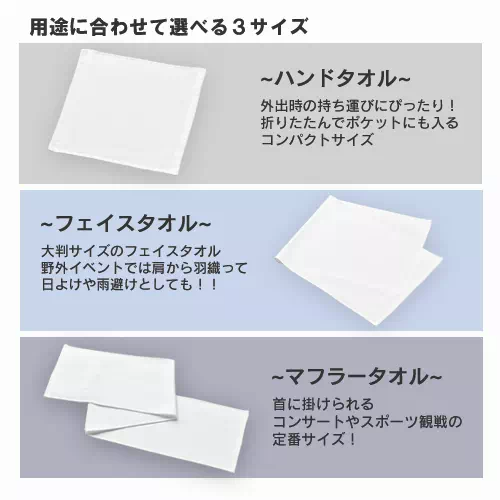 用途に合わせて選べる３サイズ
~ハンドタオル~
外出時の持ち運びにぴったり！
折りたたんでポケットにも入る
コンパクトサイズ
~フェイスタオル~
大判サイズのフェイスタオル
野外イベントでは肩から羽織って
日よけや雨避けとしても！！
~マフラータオル~
首に掛けられる
コンサートやスポーツ観戦の
定番サイズ！